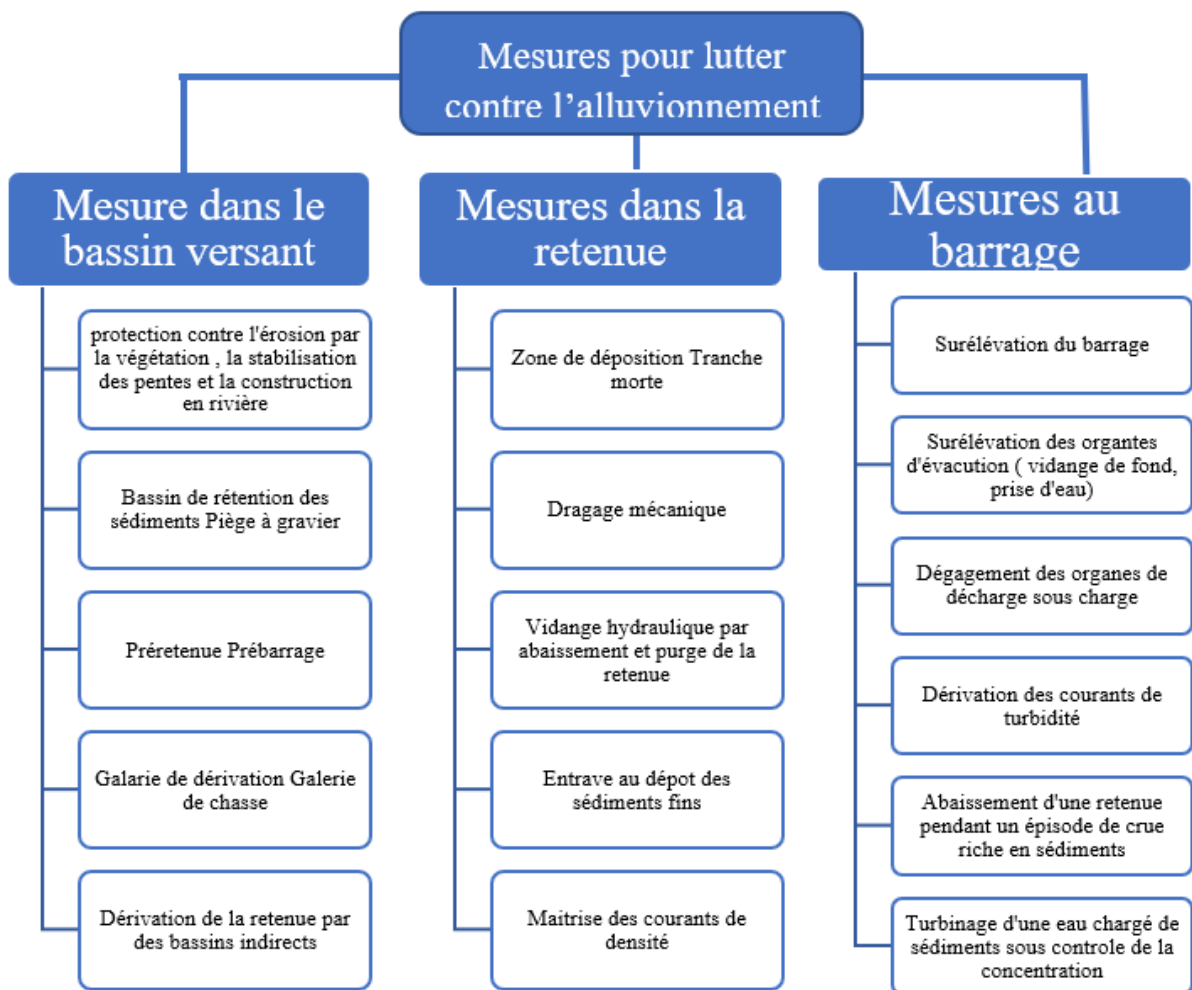 Mesures pour lutter
contre l’alluvionnement
Mesure dans le
bassin versant
protection contre l'érosion par
la végétation , la stabilisation
des pentes et la construction
en rivière
Bassin de rétention des
sédiments Piège à gravier
Préretenue Prébarrage
Galarie de dérivation Galerie
de chasse
Dérivation de la retenue par
des bassins indirects
Mesures dans la
retenue
Zone de déposition Tranche
morte
Dragage mécanique
Vidange hydraulique par
abaissement et purge de la
retenue
Entrave au dépot des
sédiments fins
Maitrise des courants de
densité
Mesures au
barrage
Surélévation du barrage
Surélévation des organtes
d'évacution ( vidange de fond,
prise d'eau)
Dégagement des organes de
décharge sous charge
Dérivation des courants de
turbidité
Abaissement d'une retenue
pendant un épisode de crue
riche en sédiments
Turbinage d'une eau chargé de
sédiments sous controle de la
concentration